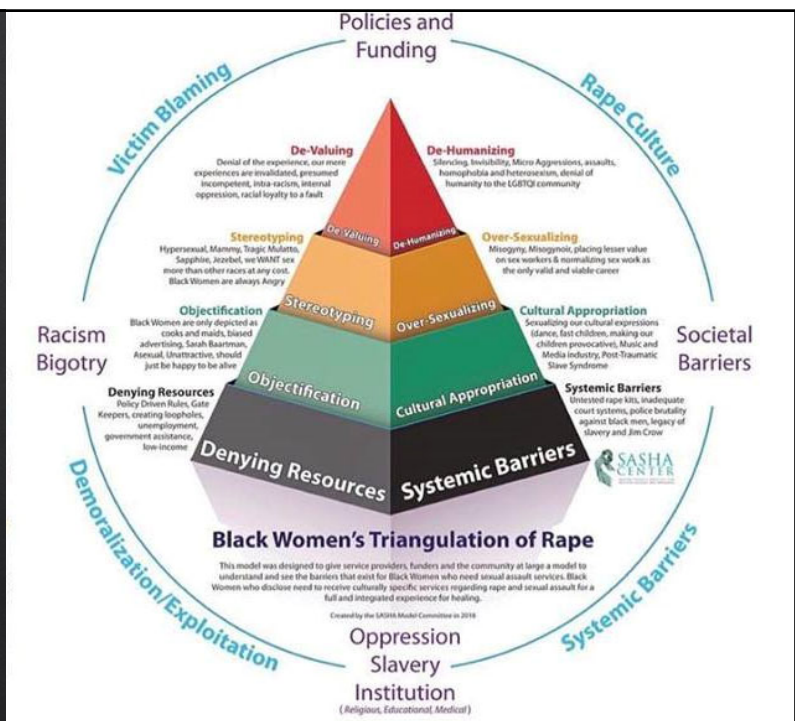 Policies and
Funding
Victim Blaming
Rape Culture
De-Valuing
Denial of the experience, our mere
experiences are invalidated, presumed
incompetent, intra-racism, internal
oppression, racial loyalty to a fault
De-Humanizing
Silencing, Invisibility, Micro Aggressions, assaults,
homophobia and heterosexism, denial of
humanity to the LGBTQI community
De-Valuing
De-Humanizing
Stereotyping
Hypersexual, Mammy, Tragic Mulatto,
Sapphire, Jezebel, we WANT sex
more than other races at any cost.
Black Women are always Angry
Over-Sexualizing
Misogyny, Misogynoir, placing lesser value
on sex workers & normalizing sex work as
the only valid and viable career
Stereotyping
Over-Sexualizing
Racism
Bigotry
Objectification
Black Women are only depicted as
cooks and maids, biased
advertising, Sarah Baartman,
Asexual, Unattractive, should
just be happy to be alive
Cultural Appropriation
Sexualizing our cultural expressions
(dance, fast children, making our
children provocative), Music and
Media industry, Post-Traumatic
Slave Syndrome
Societal
Barriers
Objectification
Cultural Appropriation
Denying Resources
Policy Driven Rules, Gate
Keepers, creating loopholes,
unemployment,
government assistance,
low-income
Systemic Barriers
Untested rape kits, inadequate
court systems, police brutality
against black men, legacy of
slavery and Jim Crow
Denying Resources
Systemic Barriers
SASHA
CENTER
Black Women's Triangulation of Rape
This model was designed to give service providers, funders and the community at large a model to
understand and see the barriers that exist for Black Women who need sexual assault services. Black
Women who disclose need to receive culturally specific services regarding rape and sexual assault for a
full and integrated experience for healing.
Created by the SASHA Model Committee in 2018
Demoralization/Exploitation
Systemic Barriers
Oppression
Slavery
Institution
(Religious, Educational, Medical)